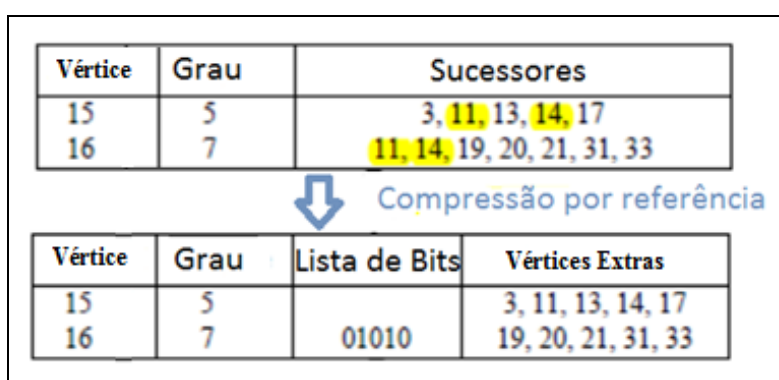 Vértice Grau Sucessores
15 5 3, 11, 13, 14, 17
16 7 11, 14, 19, 20, 21, 31, 33
Compressão por referência
Vértice Grau Lista de Bits Vértices Extras
15 5 3, 11, 13, 14, 17
16 7 01010 19, 20, 21, 31, 33